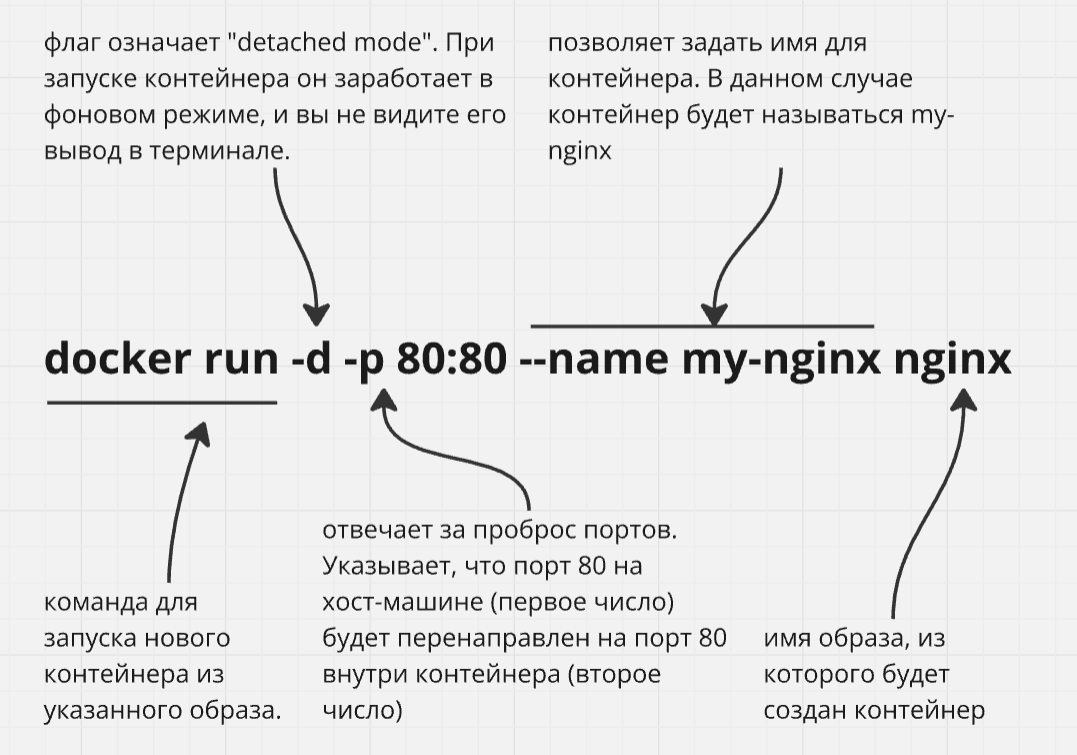 флаг означает "detached mode". При
запуске контейнера он заработает в
фоновом режиме, и вы не видите его
вывод в терминале.
позволяет задать имя для
контейнера. В данном случае
контейнер будет называться my-
nginx
docker run -d -p 80:80 --name my-nginx nginx
команда для
запуска нового
контейнера из
указанного образа.
отвечает за проброс портов.
Указывает, что порт 80 на
хост-машине (первое число)
будет перенаправлен на порт 80
внутри контейнера (второе
число)
имя образа, из
которого будет
создан контейнер